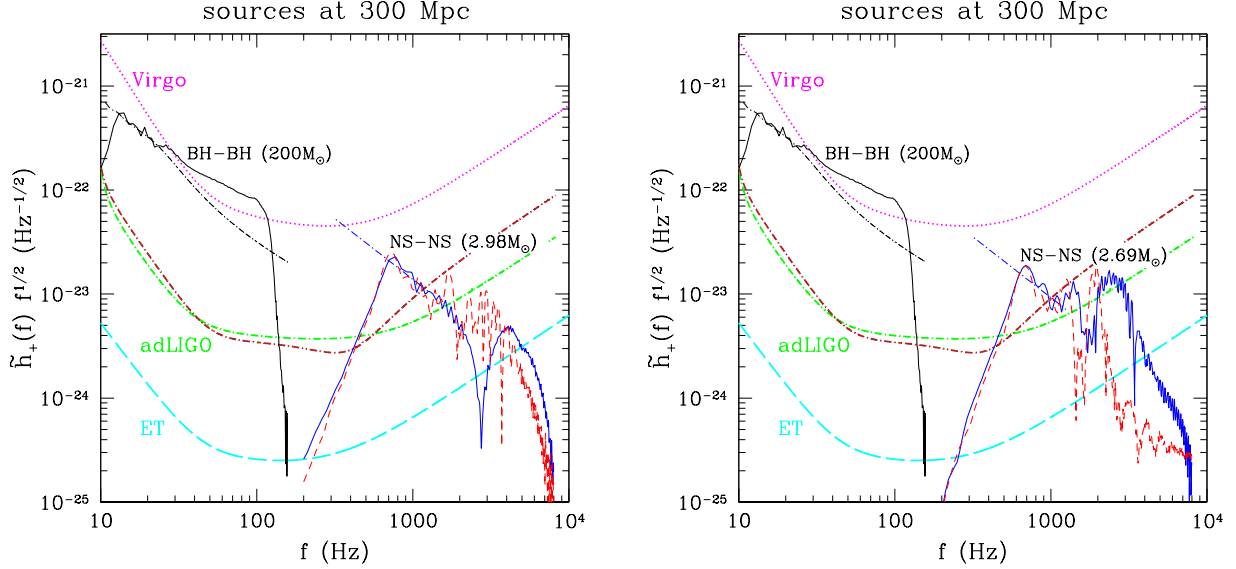 sources at 300 Mpc
h̃₊(f) f^1/2 (Hz^−1/2)
10^−21
10^−22
10^−23
10^−24
10^−25
Virgo
BH−BH (200M⊙)
NS−NS (2.98M⊙)
adLIGO
ET
10
100
1000
10⁴
f (Hz)
sources at 300 Mpc
h̃₊(f) f^1/2 (Hz^−1/2)
10^−21
10^−22
10^−23
10^−24
10^−25
Virgo
BH−BH (200M⊙)
NS−NS (2.69M⊙)
adLIGO
ET
10
100
1000
10⁴
f (Hz)